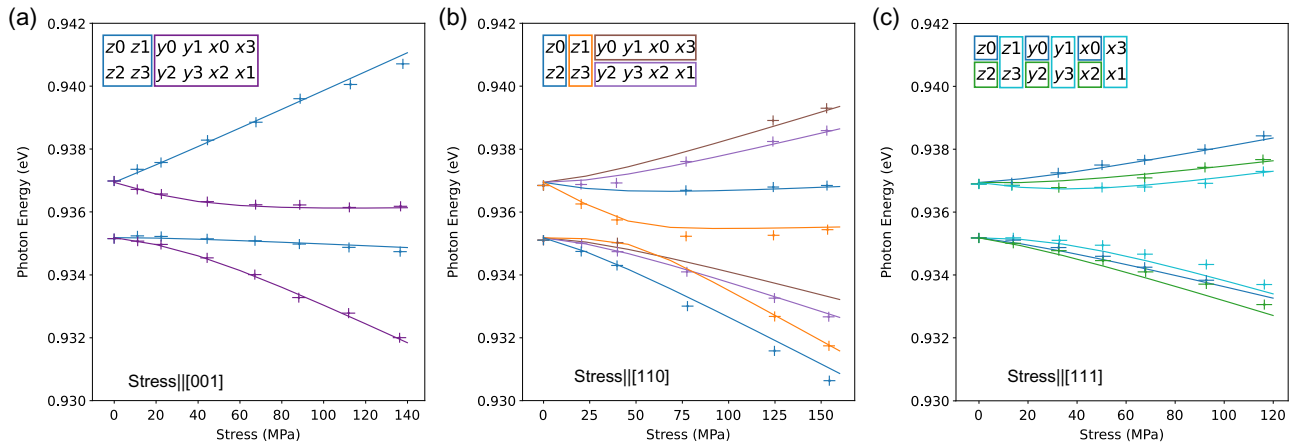 (a)
0.942
0.940
0.938
0.936
0.934
0.932
0.930
Photon Energy (eV)
z0 z1 y0 y1 x0 x3
z2 z3 y2 y3 x2 x1
Stress||[001]
0 20 40 60 80 100 120 140
Stress (MPa)
(b)
0.942
0.940
0.938
0.936
0.934
0.932
0.930
Photon Energy (eV)
z0 z1 y0 y1 x0 x3
z2 z3 y2 y3 x2 x1
Stress||[110]
0 25 50 75 100 125 150
Stress (MPa)
(c)
0.942
0.940
0.938
0.936
0.934
0.932
0.930
Photon Energy (eV)
z0 z1 y0 y1 x0 x3
z2 z3 y2 y3 x2 x1
Stress||[111]
0 20 40 60 80 100 120
Stress (MPa)